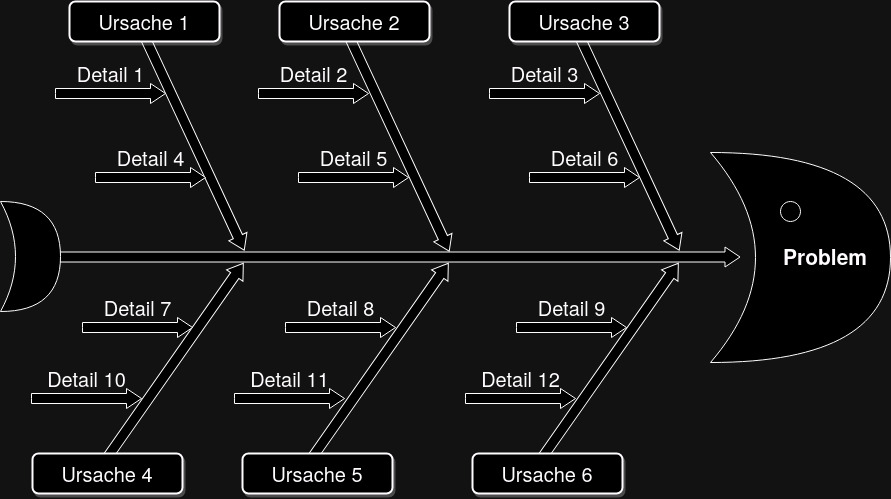 Ursache 1
Ursache 2
Ursache 3
Detail 1
Detail 2
Detail 3
Detail 4
Detail 5
Detail 6
Problem
Detail 7
Detail 8
Detail 9
Detail 10
Detail 11
Detail 12
Ursache 4
Ursache 5
Ursache 6